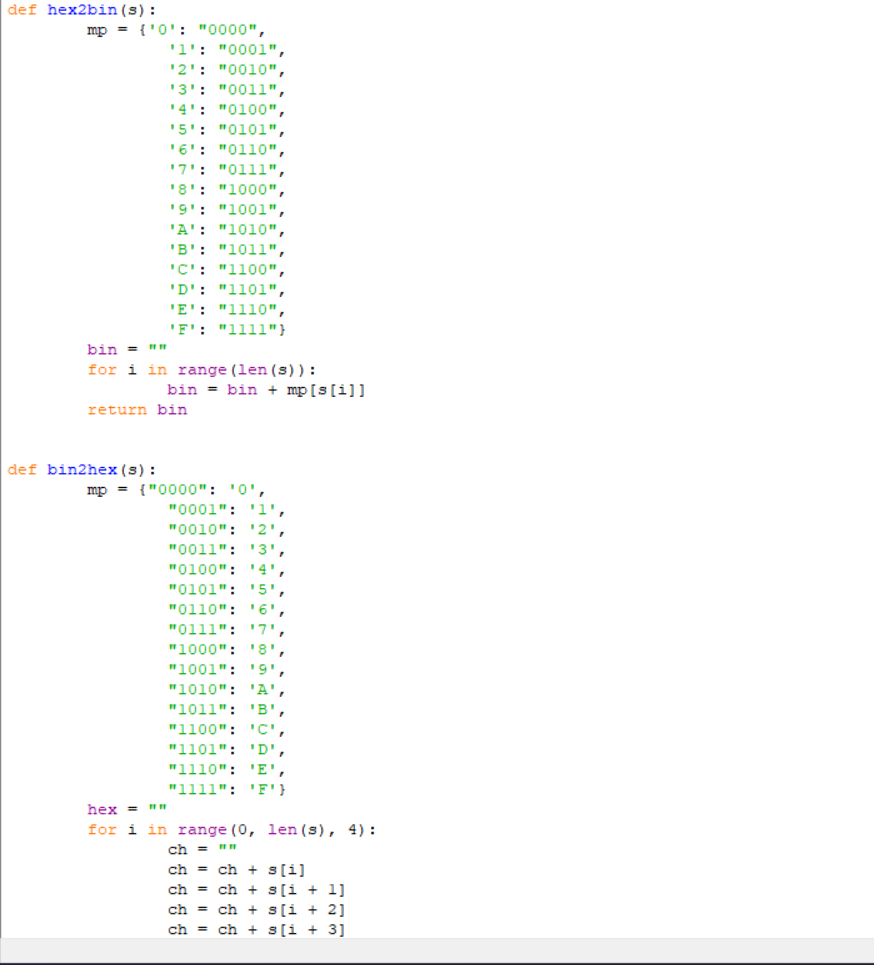 def hex2bin(s):
        mp = {'0': "0000",
                '1': "0001",
                '2': "0010",
                '3': "0011",
                '4': "0100",
                '5': "0101",
                '6': "0110",
                '7': "0111",
                '8': "1000",
                '9': "1001",
                'A': "1010",
                'B': "1011",
                'C': "1100",
                'D': "1101",
                'E': "1110",
                'F': "1111"}
        bin = ""
        for i in range(len(s)):
                bin = bin + mp[s[i]]
        return bin


def bin2hex(s):
        mp = {"0000": '0',
                "0001": '1',
                "0010": '2',
                "0011": '3',
                "0100": '4',
                "0101": '5',
                "0110": '6',
                "0111": '7',
                "1000": '8',
                "1001": '9',
                "1010": 'A',
                "1011": 'B',
                "1100": 'C',
                "1101": 'D',
                "1110": 'E',
                "1111": 'F'}
        hex = ""
        for i in range(0, len(s), 4):
                ch = ""
                ch = ch + s[i]
                ch = ch + s[i + 1]
                ch = ch + s[i + 2]
                ch = ch + s[i + 3]